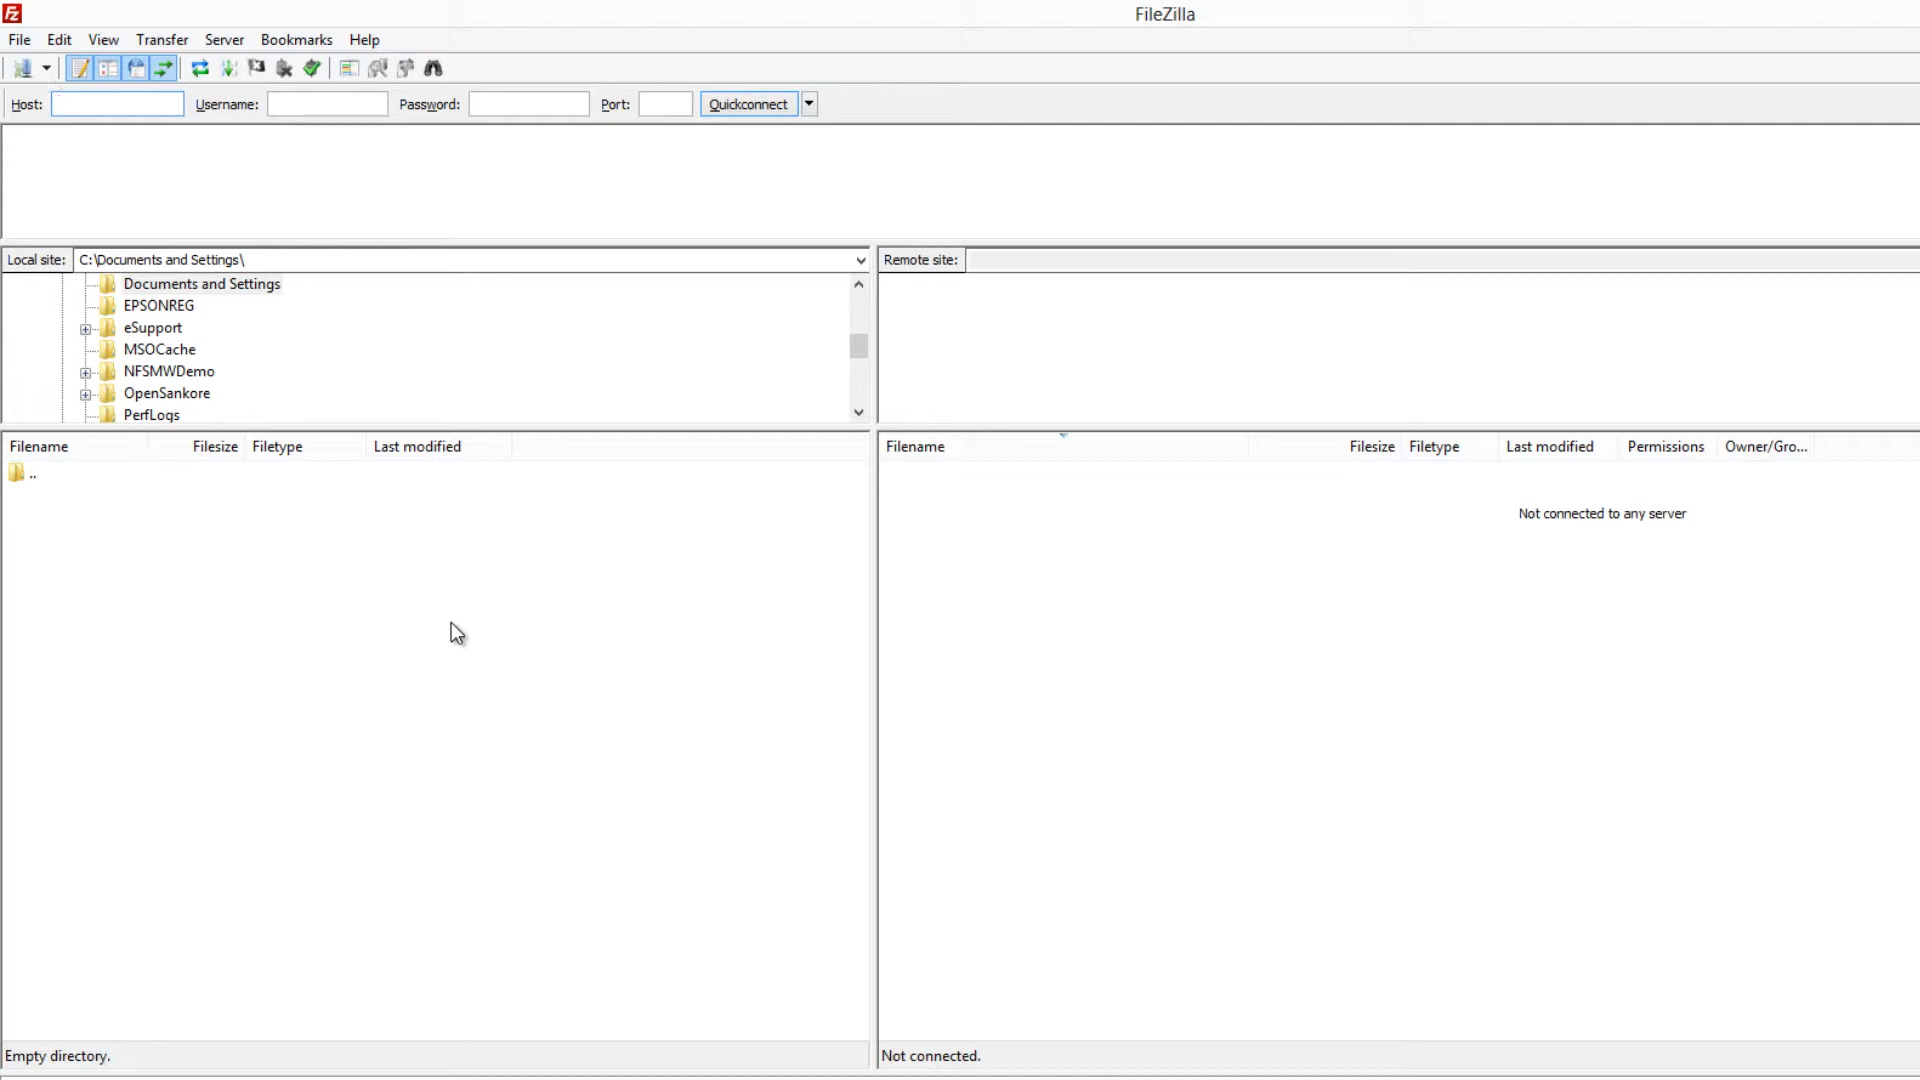 FileZilla
File Edit View Transfer Server Bookmarks Help
Host: Username: Password: Port: Quickconnect
Local site: C:\Documents and Settings\
Remote site:
Documents and Settings
EPSONREG
eSupport
MSOCache
NFSMWDemo
OpenSankore
PerfLogs
Filename Filesize Filetype Last modified
..
Filename Filesize Filetype Last modified Permissions Owner/Gro...
Not connected to any server
Empty directory.
Not connected.